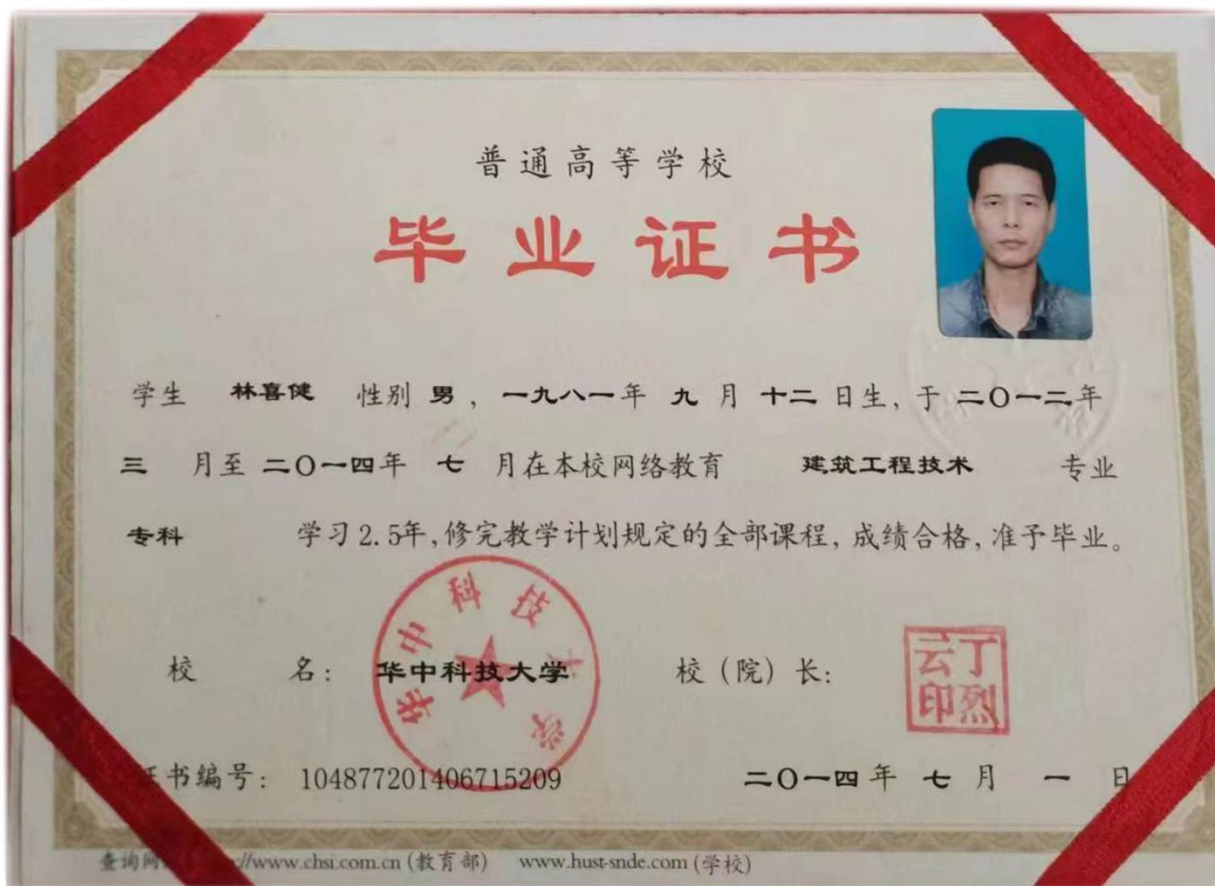 普通高等学校
毕业证书
学生 林喜健 性别 男，一九八一年 九 月 十二 日生，于 二〇一二年
三 月至 二〇一四年 七 月在本校网络教育 建筑工程技术 专业
专科 学习2.5年，修完教学计划规定的全部课程，成绩合格，准予毕业。
华中科技大学
校 名：华中科技大学 校（院）长：
丁烈云印
证书编号：104877201406715209 二〇一四年 七 月 一 日
查询网 //www.chsi.com.cn (教育部) www.hust-snde.com (学校)